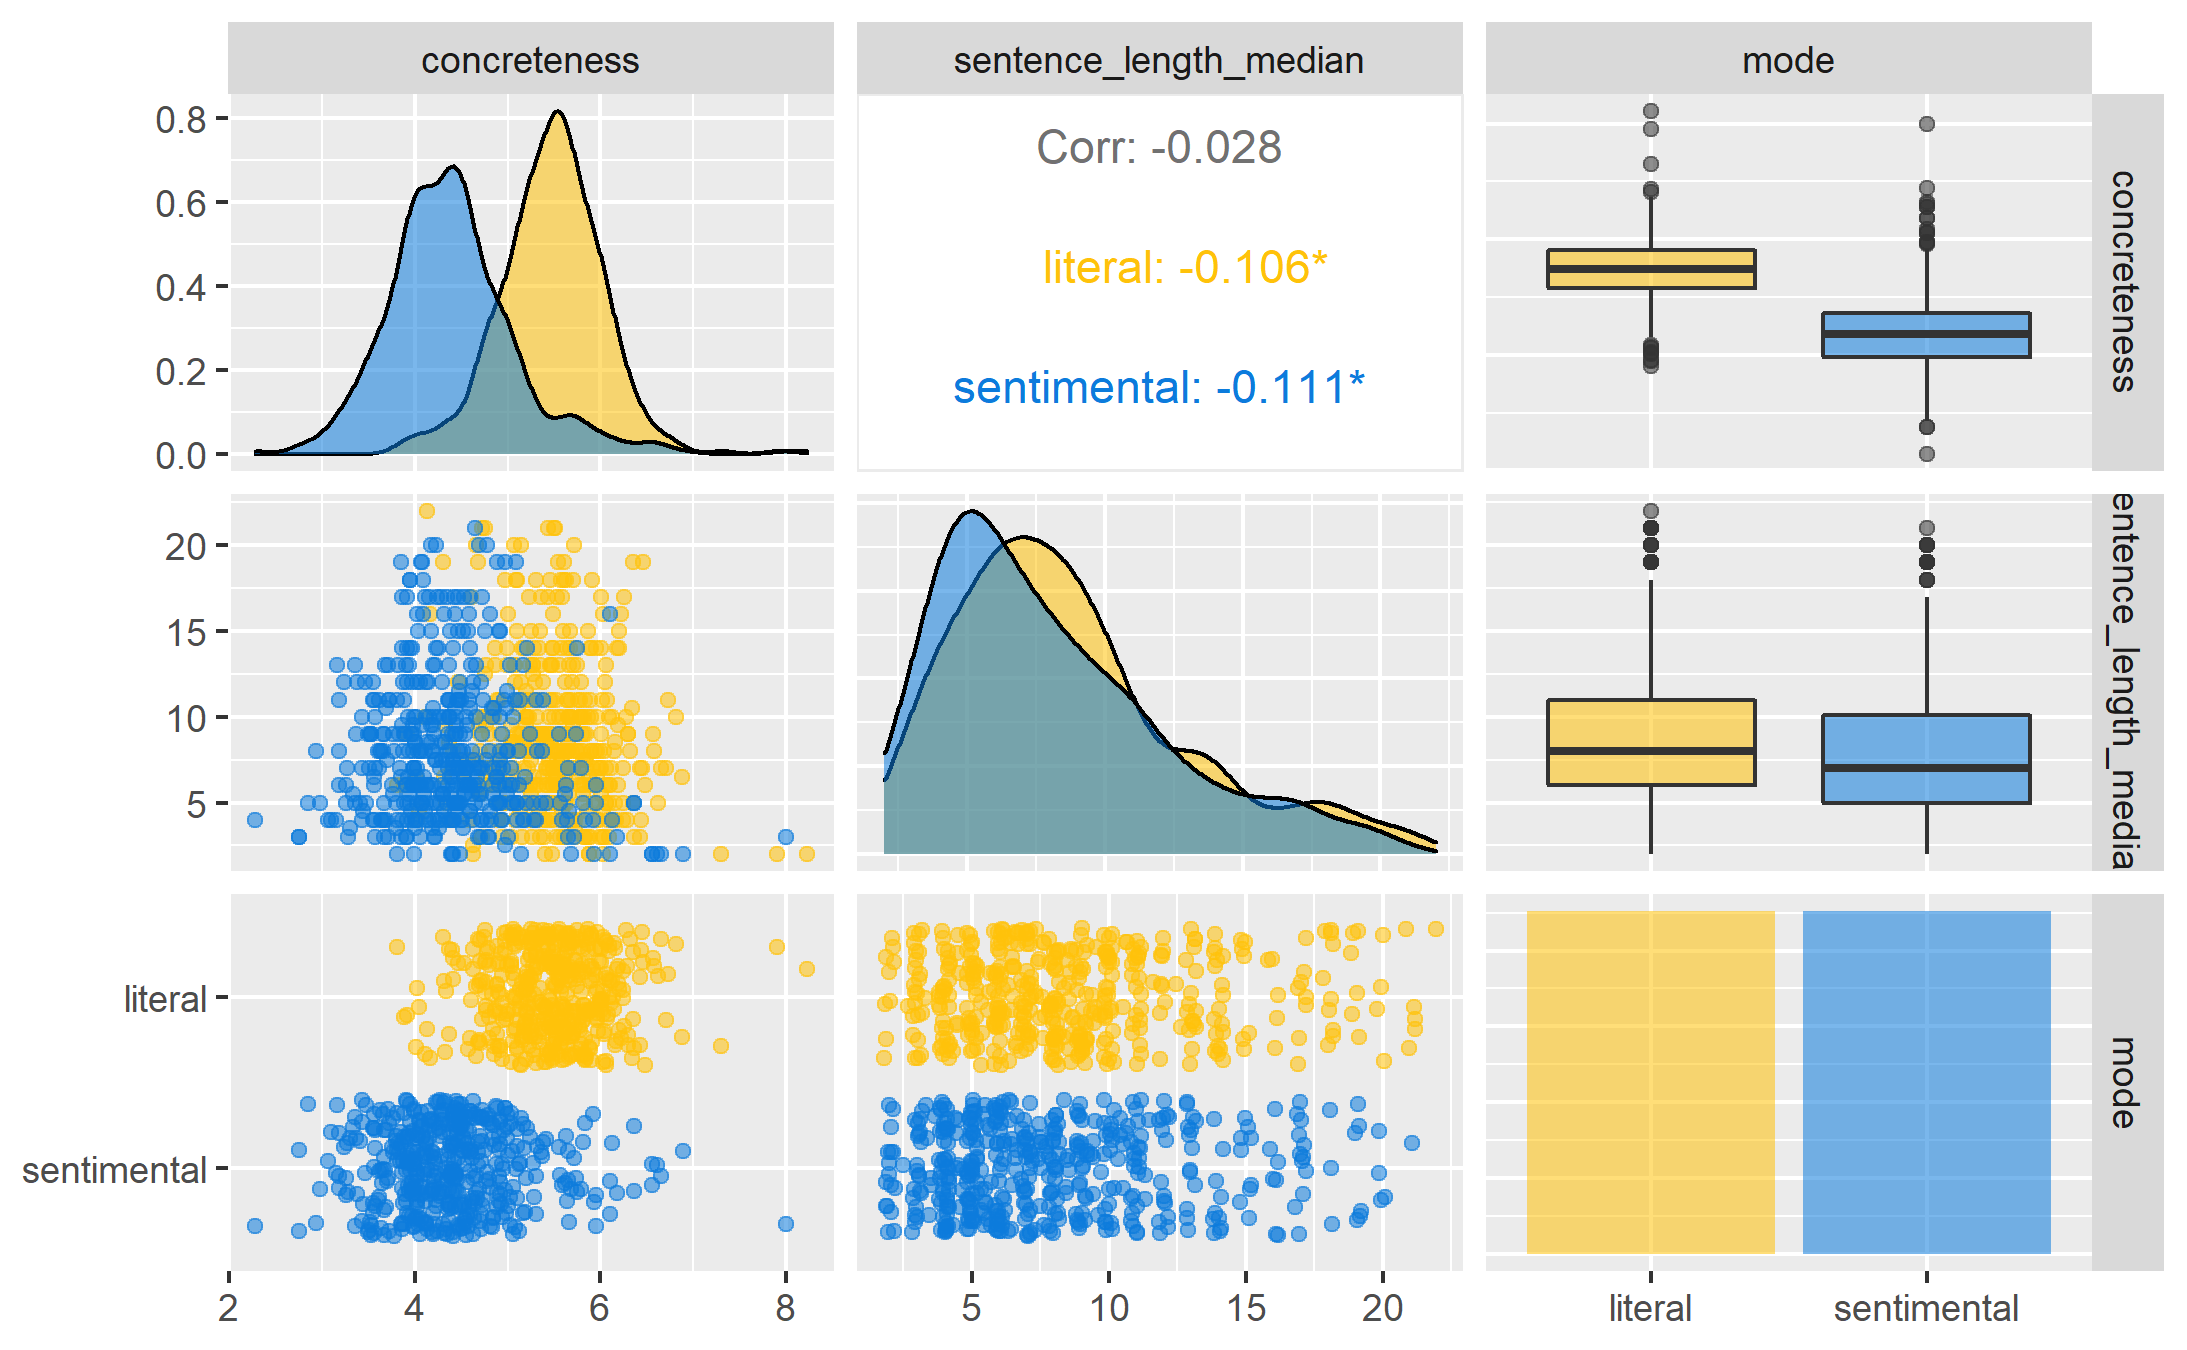 concreteness sentence_length_median mode
0.8
0.6
0.4
0.2
0.0
Corr: -0.028
literal: -0.106*
sentimental: -0.111*
concreteness
20
15
10
5
entence_length_media
literal
sentimental
mode
2 4 6 8 5 10 15 20 literal sentimental